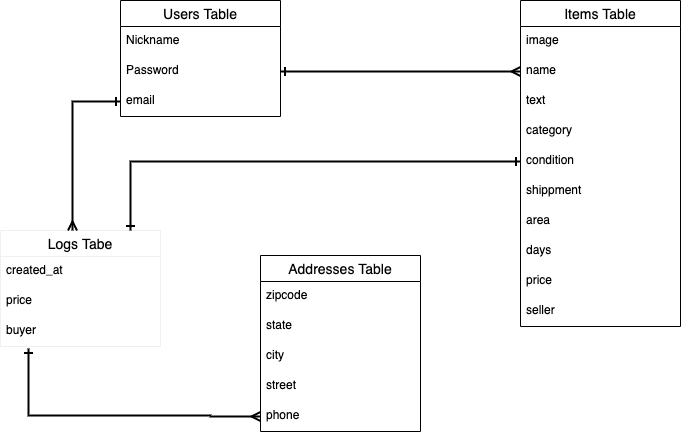 Users Table
Nickname
Password
email
Items Table
image
name
text
category
condition
shippment
area
days
price
seller
Logs Tabe
created_at
price
buyer
Addresses Table
zipcode
state
city
street
phone